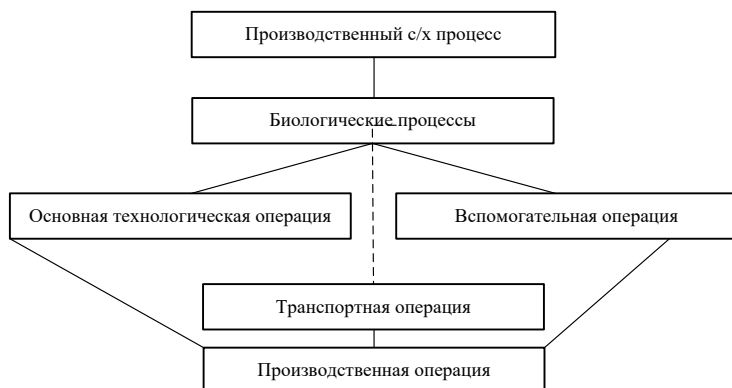 Производственный с/х процесс
Биологические процессы
Основная технологическая операция
Вспомогательная операция
Транспортная операция
Производственная операция